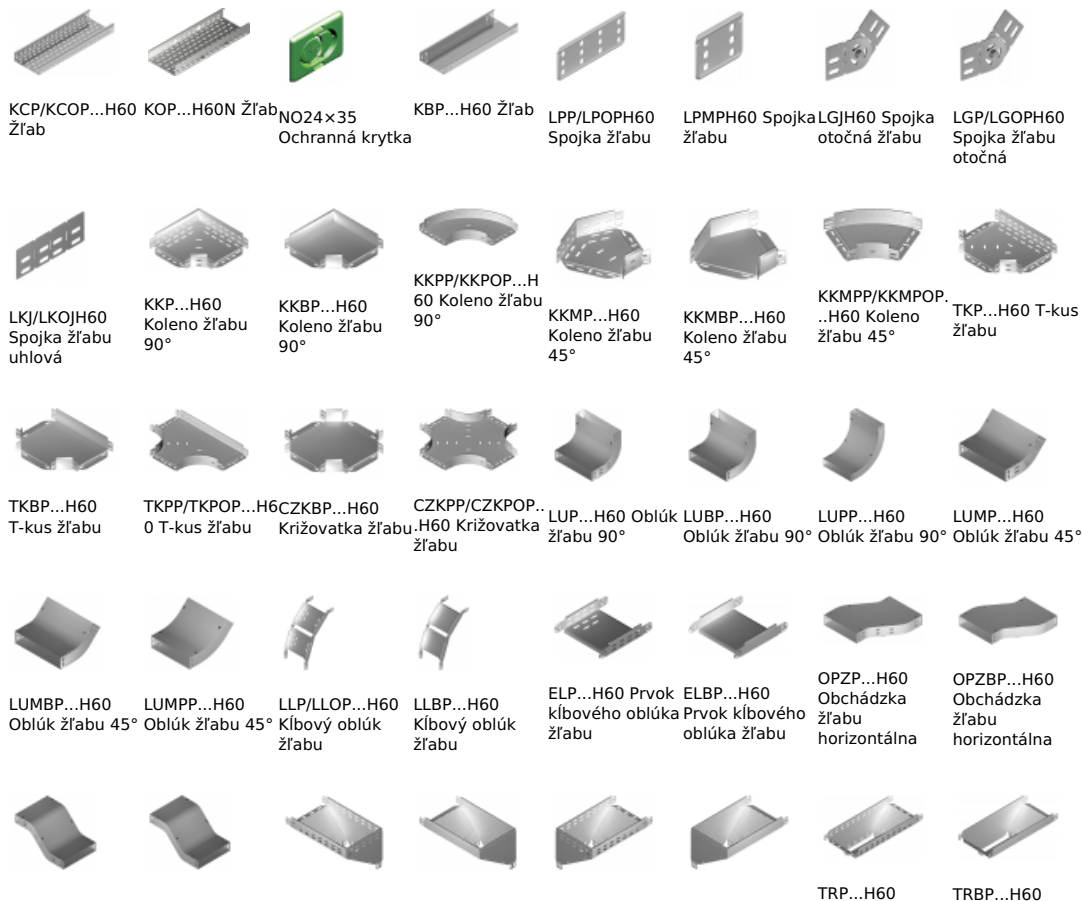 KCP/KCOP...H60
Žľab
KOP...H60N Žľab
NO24×35
Ochranná krytka
KBP...H60 Žľab
LPP/LPOPH60
Spojka žľabu
LPMPH60 Spojka
žľabu
LGJH60 Spojka
otočná žľabu
LGP/LGOPH60
Spojka žľabu
otočná
LKJ/LKOJH60
Spojka žľabu
uhlová
KKP...H60
Koleno žľabu
90°
KKBP...H60
Koleno žľabu
90°
KKPP/KKPOP...H
60 Koleno žľabu
90°
KKMP...H60
Koleno žľabu
45°
KKMBP...H60
Koleno žľabu
45°
KKMPP/KKMPOP.
..H60 Koleno
žľabu 45°
TKP...H60 T-kus
žľabu
TKBP...H60
T-kus žľabu
TKPP/TKPOP...H6
0 T-kus žľabu
CZKBP...H60
Križovatka žľabu
CZKPP/CZKPOP..
.H60 Križovatka
žľabu
LUP...H60 Oblúk
žľabu 90°
LUBP...H60
Oblúk žľabu 90°
LUPP...H60
Oblúk žľabu 90°
LUMP...H60
Oblúk žľabu 45°
LUMBP...H60
Oblúk žľabu 45°
LUMPP...H60
Oblúk žľabu 45°
LLP/LLOP...H60
Kĺbový oblúk
žľabu
LLBP...H60
Kĺbový oblúk
žľabu
ELP...H60 Prvok
kĺbového oblúka
žľabu
ELBP...H60
Prvok kĺbového
oblúka žľabu
OPZP...H60
Obchádzka
žľabu
horizontálna
OPZBP...H60
Obchádzka
žľabu
horizontálna
TRP...H60
TRBP...H60